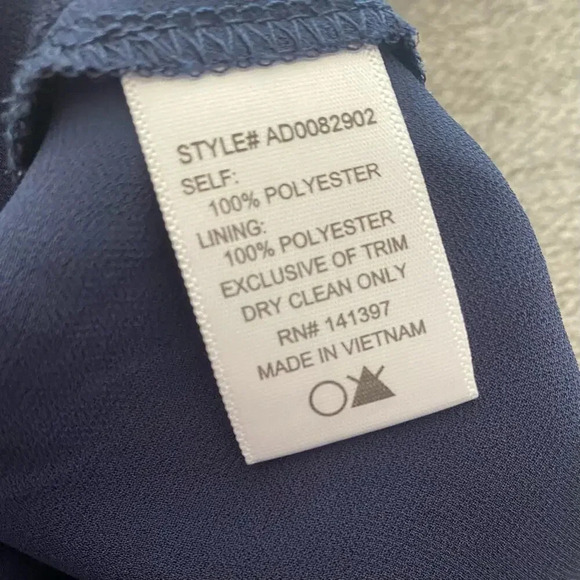 STYLE# AD0082902
SELF:
100% POLYESTER
LINING:
100% POLYESTER
EXCLUSIVE OF TRIM
DRY CLEAN ONLY
RN# 141397
MADE IN VIETNAM